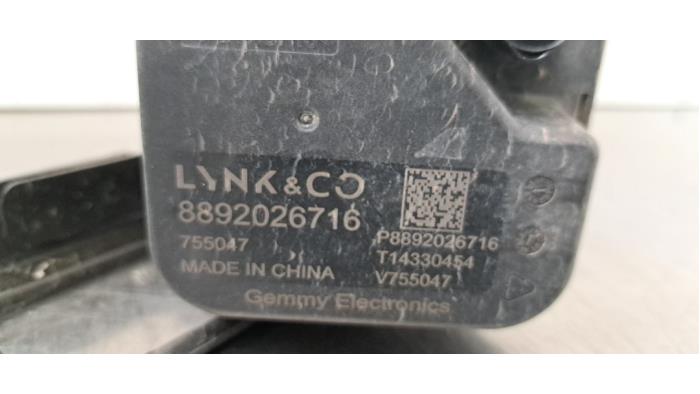 LYNK&CO
8892026716
755047
MADE IN CHINA
P8892026716
T14330454
V755047
Gemmy Electronics